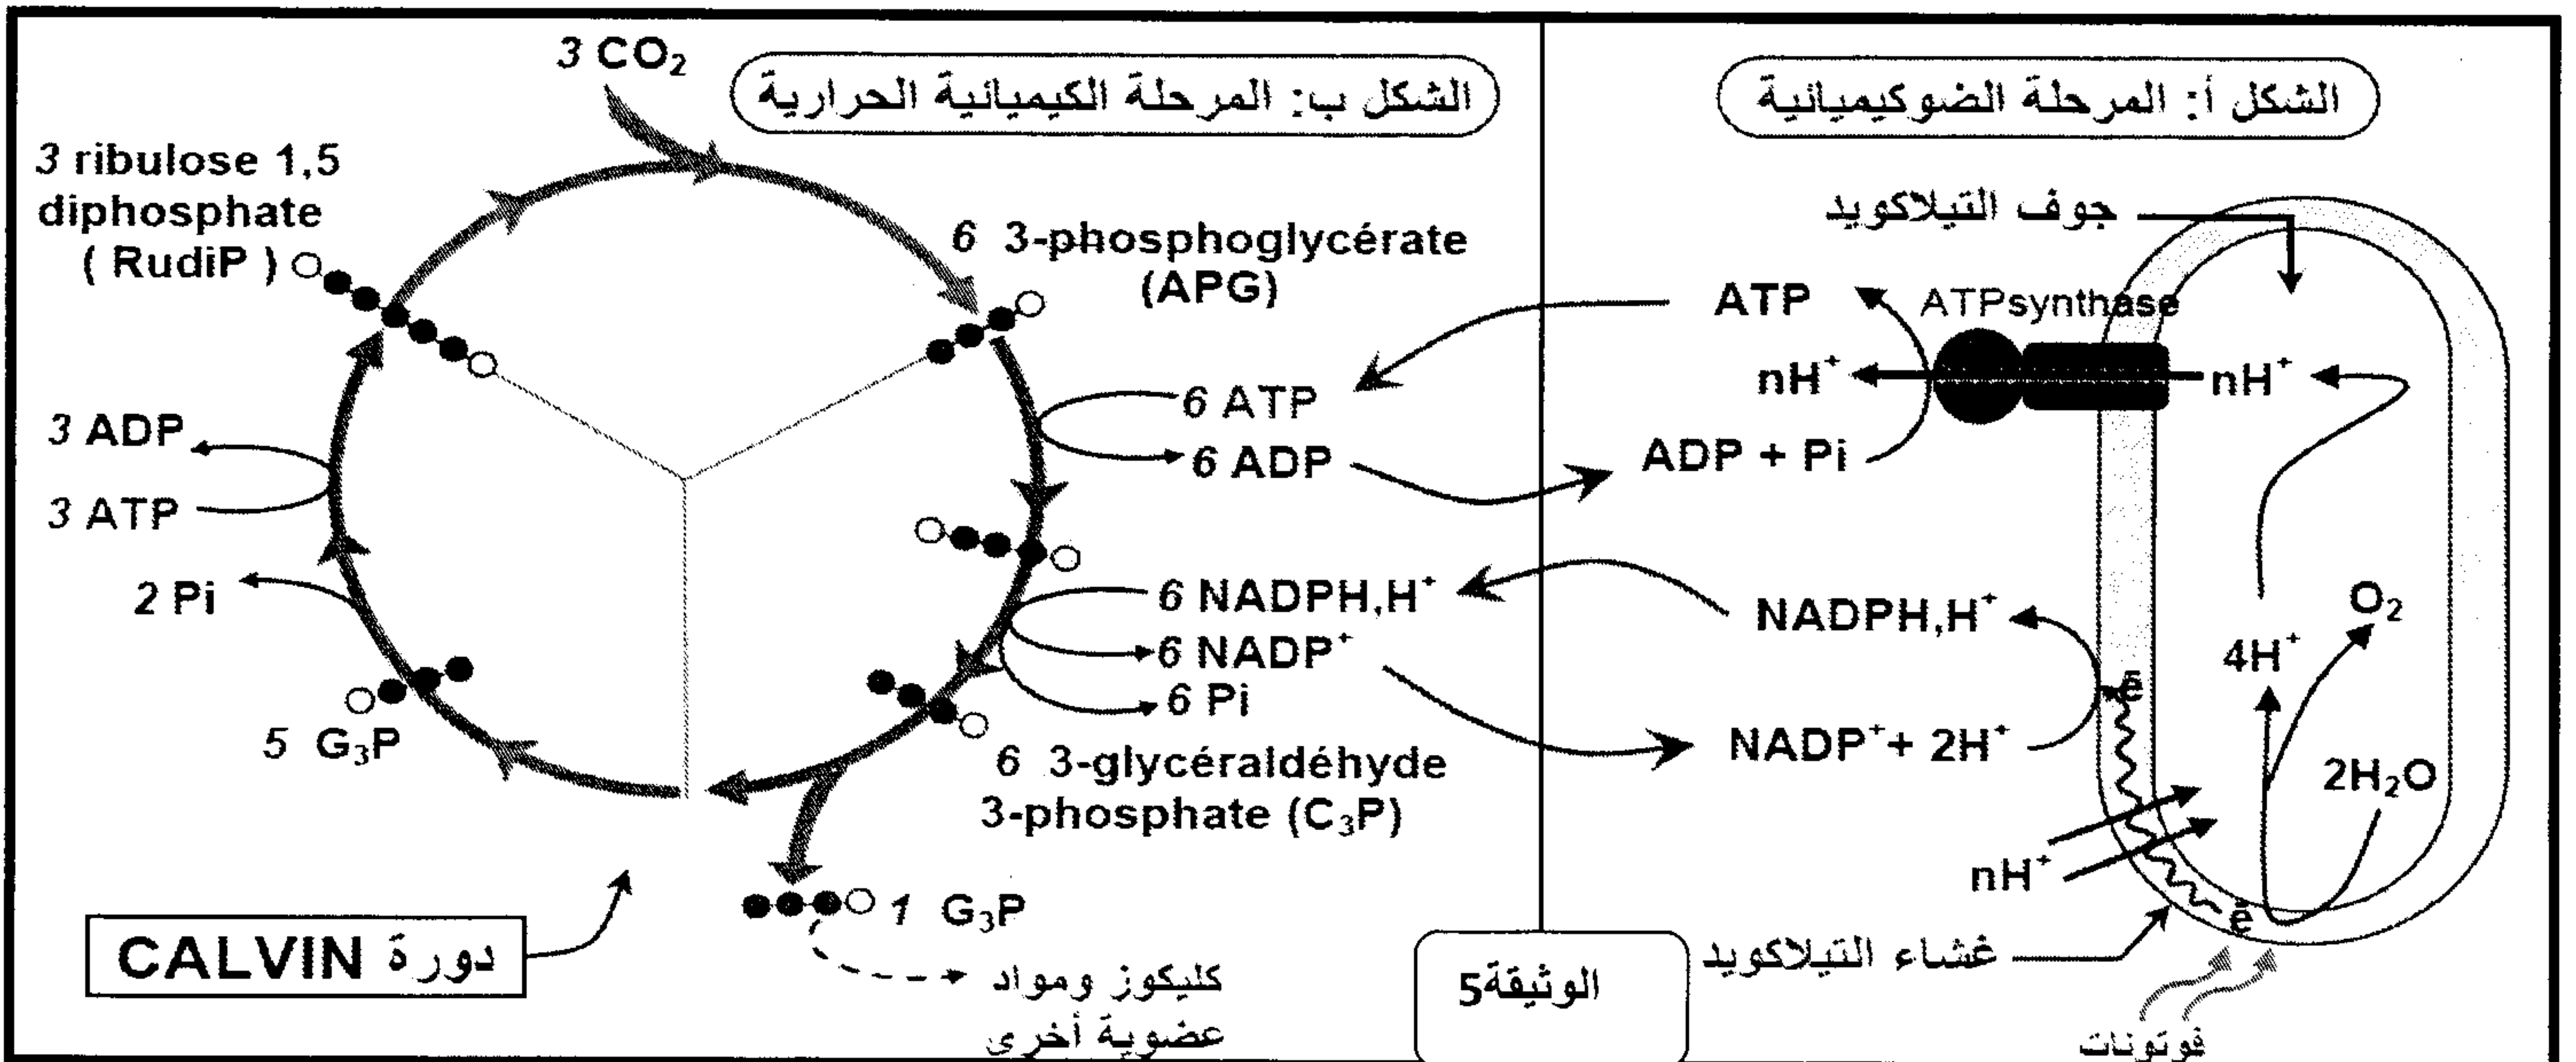 الشكل أ: المرحلة الضوكيميائية
جوف التيلاكويد
ATPsynthase
ATP
nH⁺
nH⁺
ADP + Pi
NADPH,H⁺
NADP⁺+ 2H⁺
é
O₂
4H⁺
2H₂O
nH⁺
é
غشاء التيلاكويد
فوتونات
الشكل ب: المرحلة الكيميائية الحرارية
3 CO₂
3 ribulose 1,5
diphosphate
( RudiP )
6 3-phosphoglycérate
(APG)
6 ATP
6 ADP
6 NADPH,H⁺
6 NADP⁺
6 Pi
6 3-glycéraldéhyde
3-phosphate (C₃P)
1 G₃P
كليكوز ومواد
عضوية أخرى
5 G₃P
2 Pi
3 ATP
3 ADP
دورة CALVIN
الوثيقة5